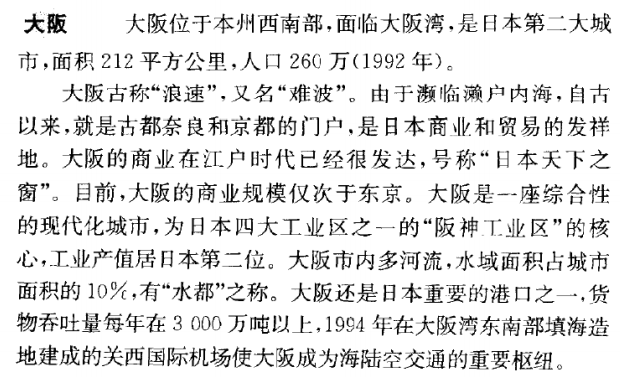 大阪　　大阪位于本州西南部,面临大阪湾,是日本第二大城
市,面积 212 平方公里,人口 260 万(1992 年)。
大阪古称“浪速”,又名“难波”。由于濒临濑户内海,自古
以来,就是古都奈良和京都的门户,是日本商业和贸易的发祥
地。大阪的商业在江户时代已经很发达,号称“日本天下之
窗”。目前,大阪的商业规模仅次于东京。大阪是一座综合性
的现代化城市,为日本四大工业区之一的“阪神工业区”的核
心,工业产值居日本第二位。大阪市内多河流,水域面积占城市
面积的 10%,有“水都”之称。大阪还是日本重要的港口之一,货
物吞吐量每年在 3 000 万吨以上,1994 年在大阪湾东南部填海造
地建成的关西国际机场使大阪成为海陆空交通的重要枢纽。